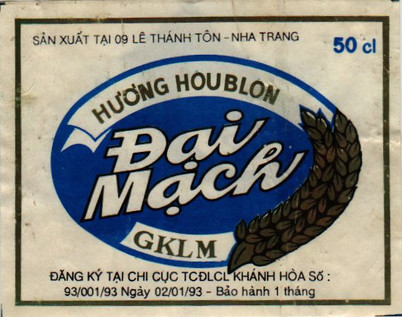 SẢN XUẤT TẠI 09 LÊ THÁNH TÔN - NHA TRANG
50 cl
HƯƠNG HOUBLON
Đại
Mạch
GKLM
ĐĂNG KÝ TẠI CHI CỤC TCĐLCL KHÁNH HÒA Số :
93/001/93 Ngày 02/01/93 - Bảo hành 1 tháng